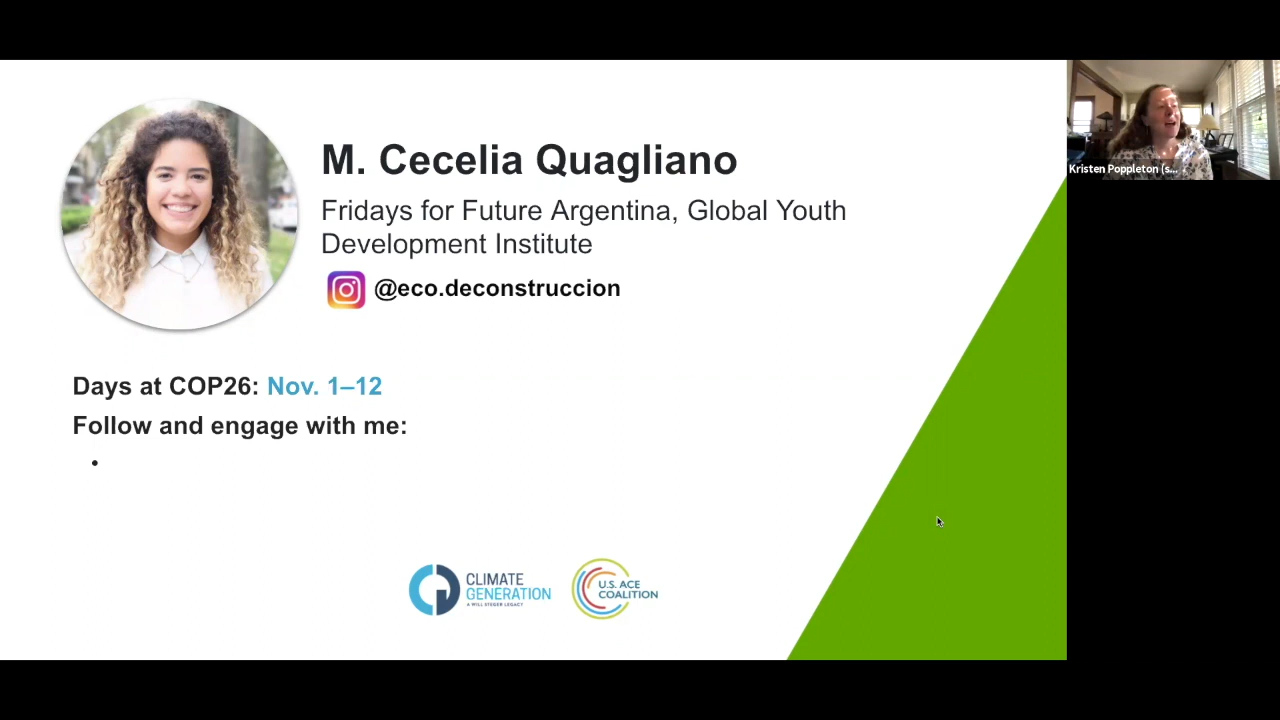 M. Cecelia Quagliano
Fridays for Future Argentina, Global Youth
Development Institute
@eco.deconstruccion
Days at COP26: Nov. 1–12
Follow and engage with me:
•
CLIMATE
GENERATION
A WILL STEGER LEGACY
U.S. ACE
COALITION
Kristen Poppleton (s...